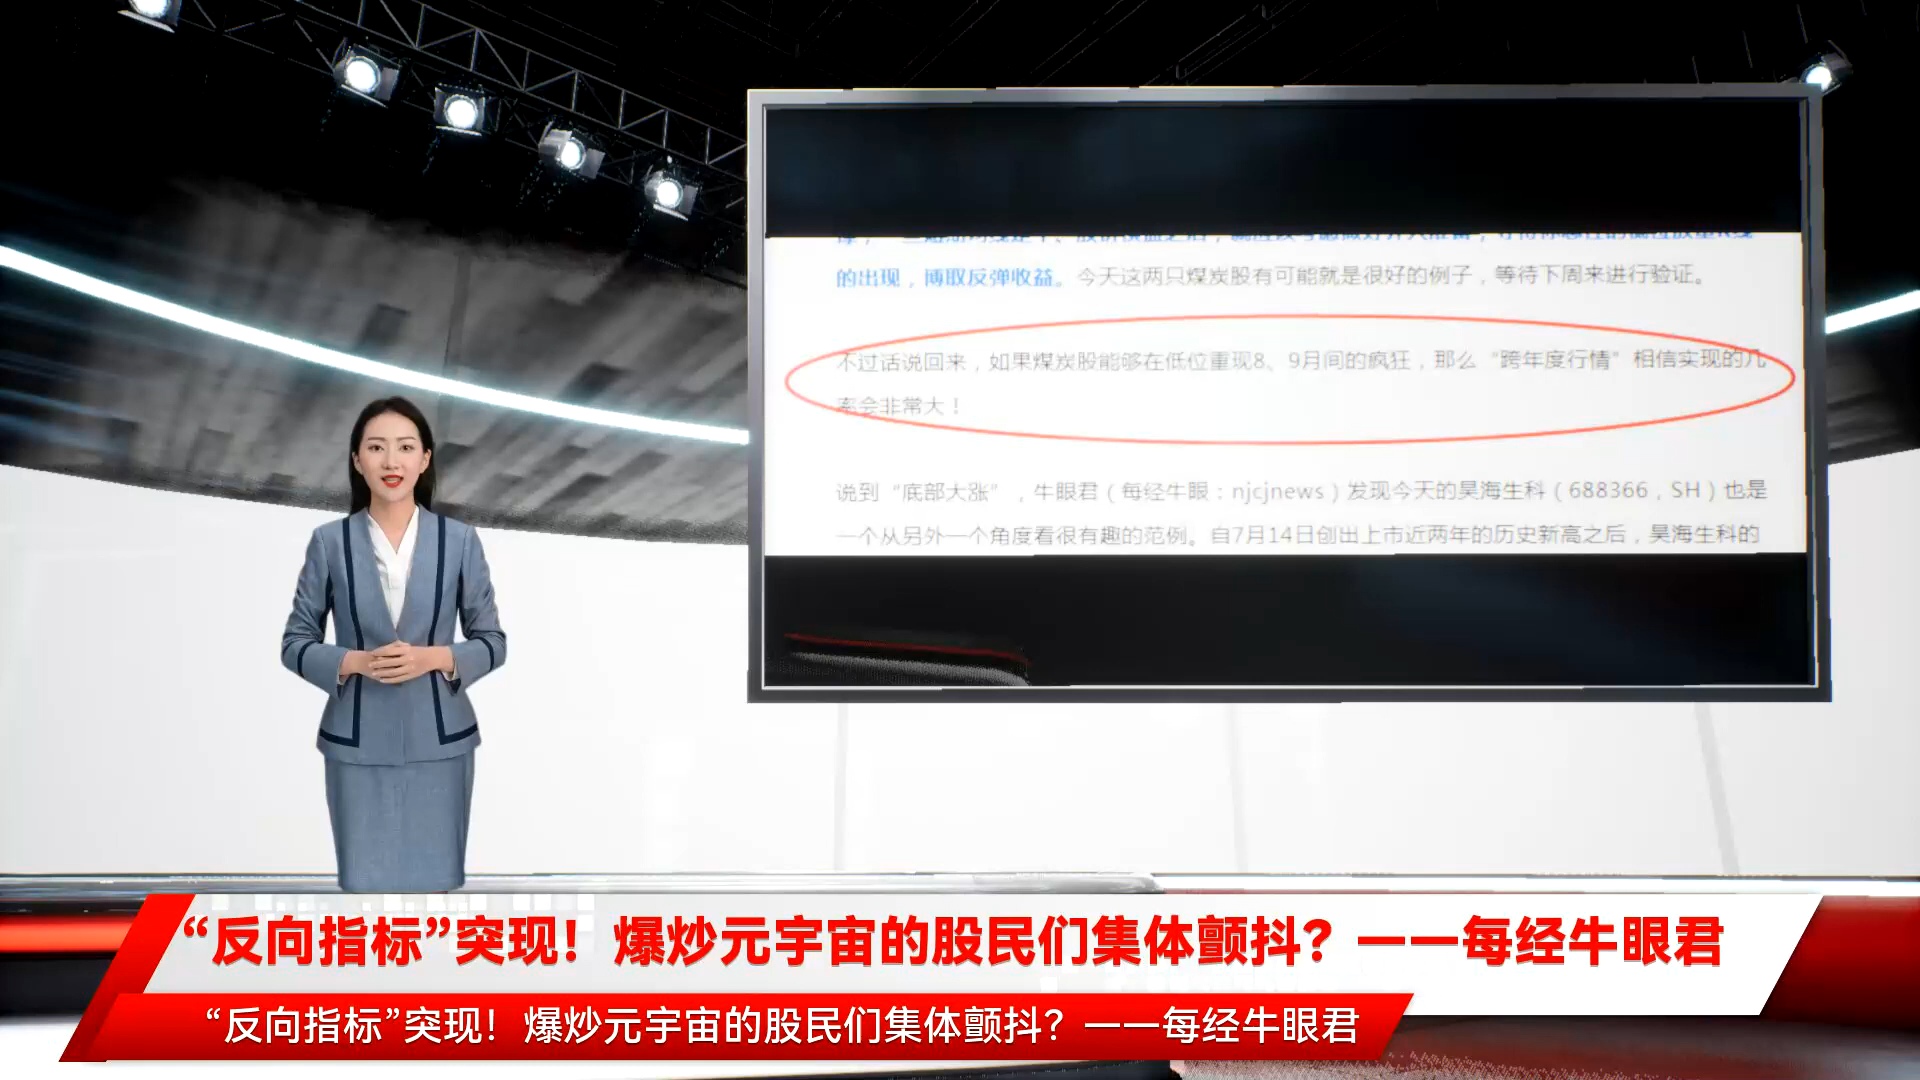 的出现，博取反弹收益。今天这两只煤炭股有可能就是很好的例子，等待下周来进行验证。
不过话说回来，如果煤炭股能够在低位重现8、9月间的疯狂，那么“跨年度行情”相信实现的几
率会非常大！
说到“底部大涨”，牛眼君（每经牛眼：njcjnews）发现今天的昊海生科（688366，SH）也是
一个从另外一个角度看很有趣的范例。自7月14日创出上市近两年的历史新高之后，昊海生科的
“反向指标”突现！爆炒元宇宙的股民们集体颤抖？——每经牛眼君
“反向指标”突现！爆炒元宇宙的股民们集体颤抖？——每经牛眼君